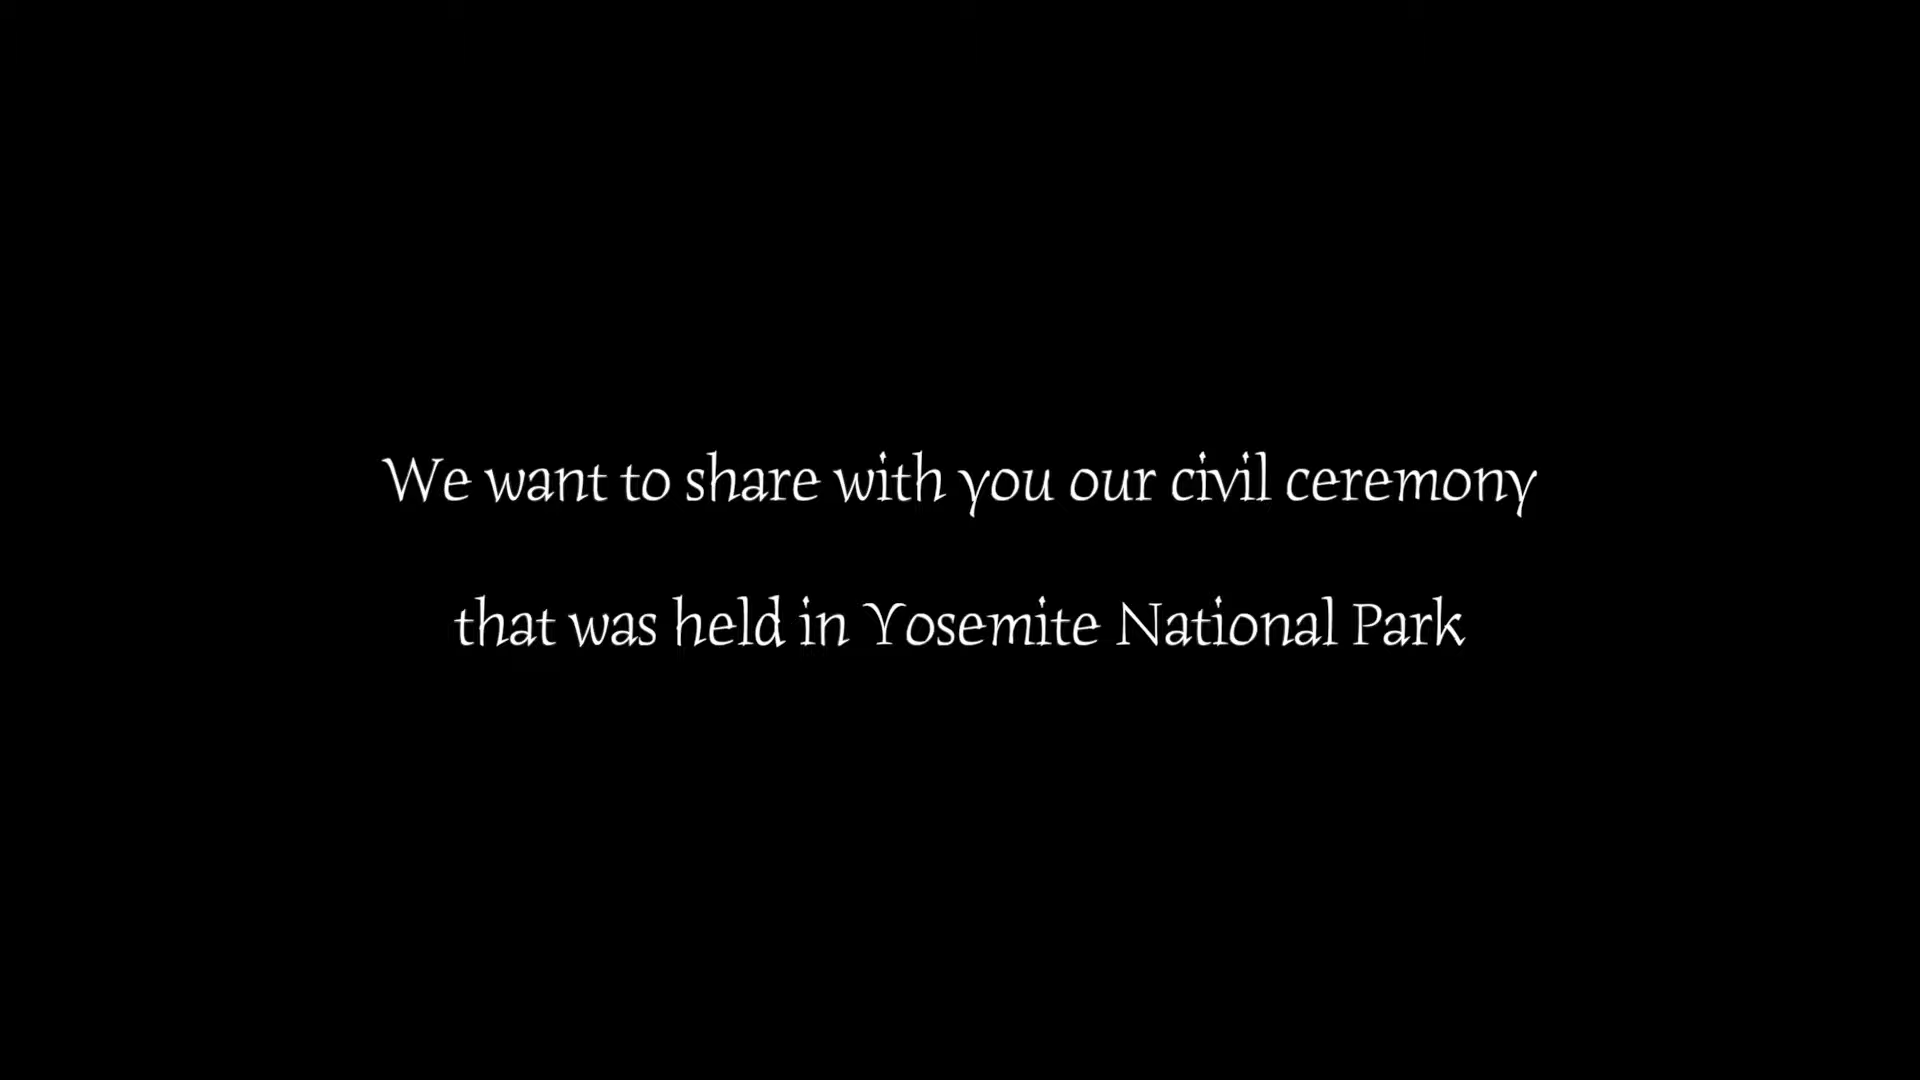 We want to share with you our civil ceremony
that was held in Yosemite National Park